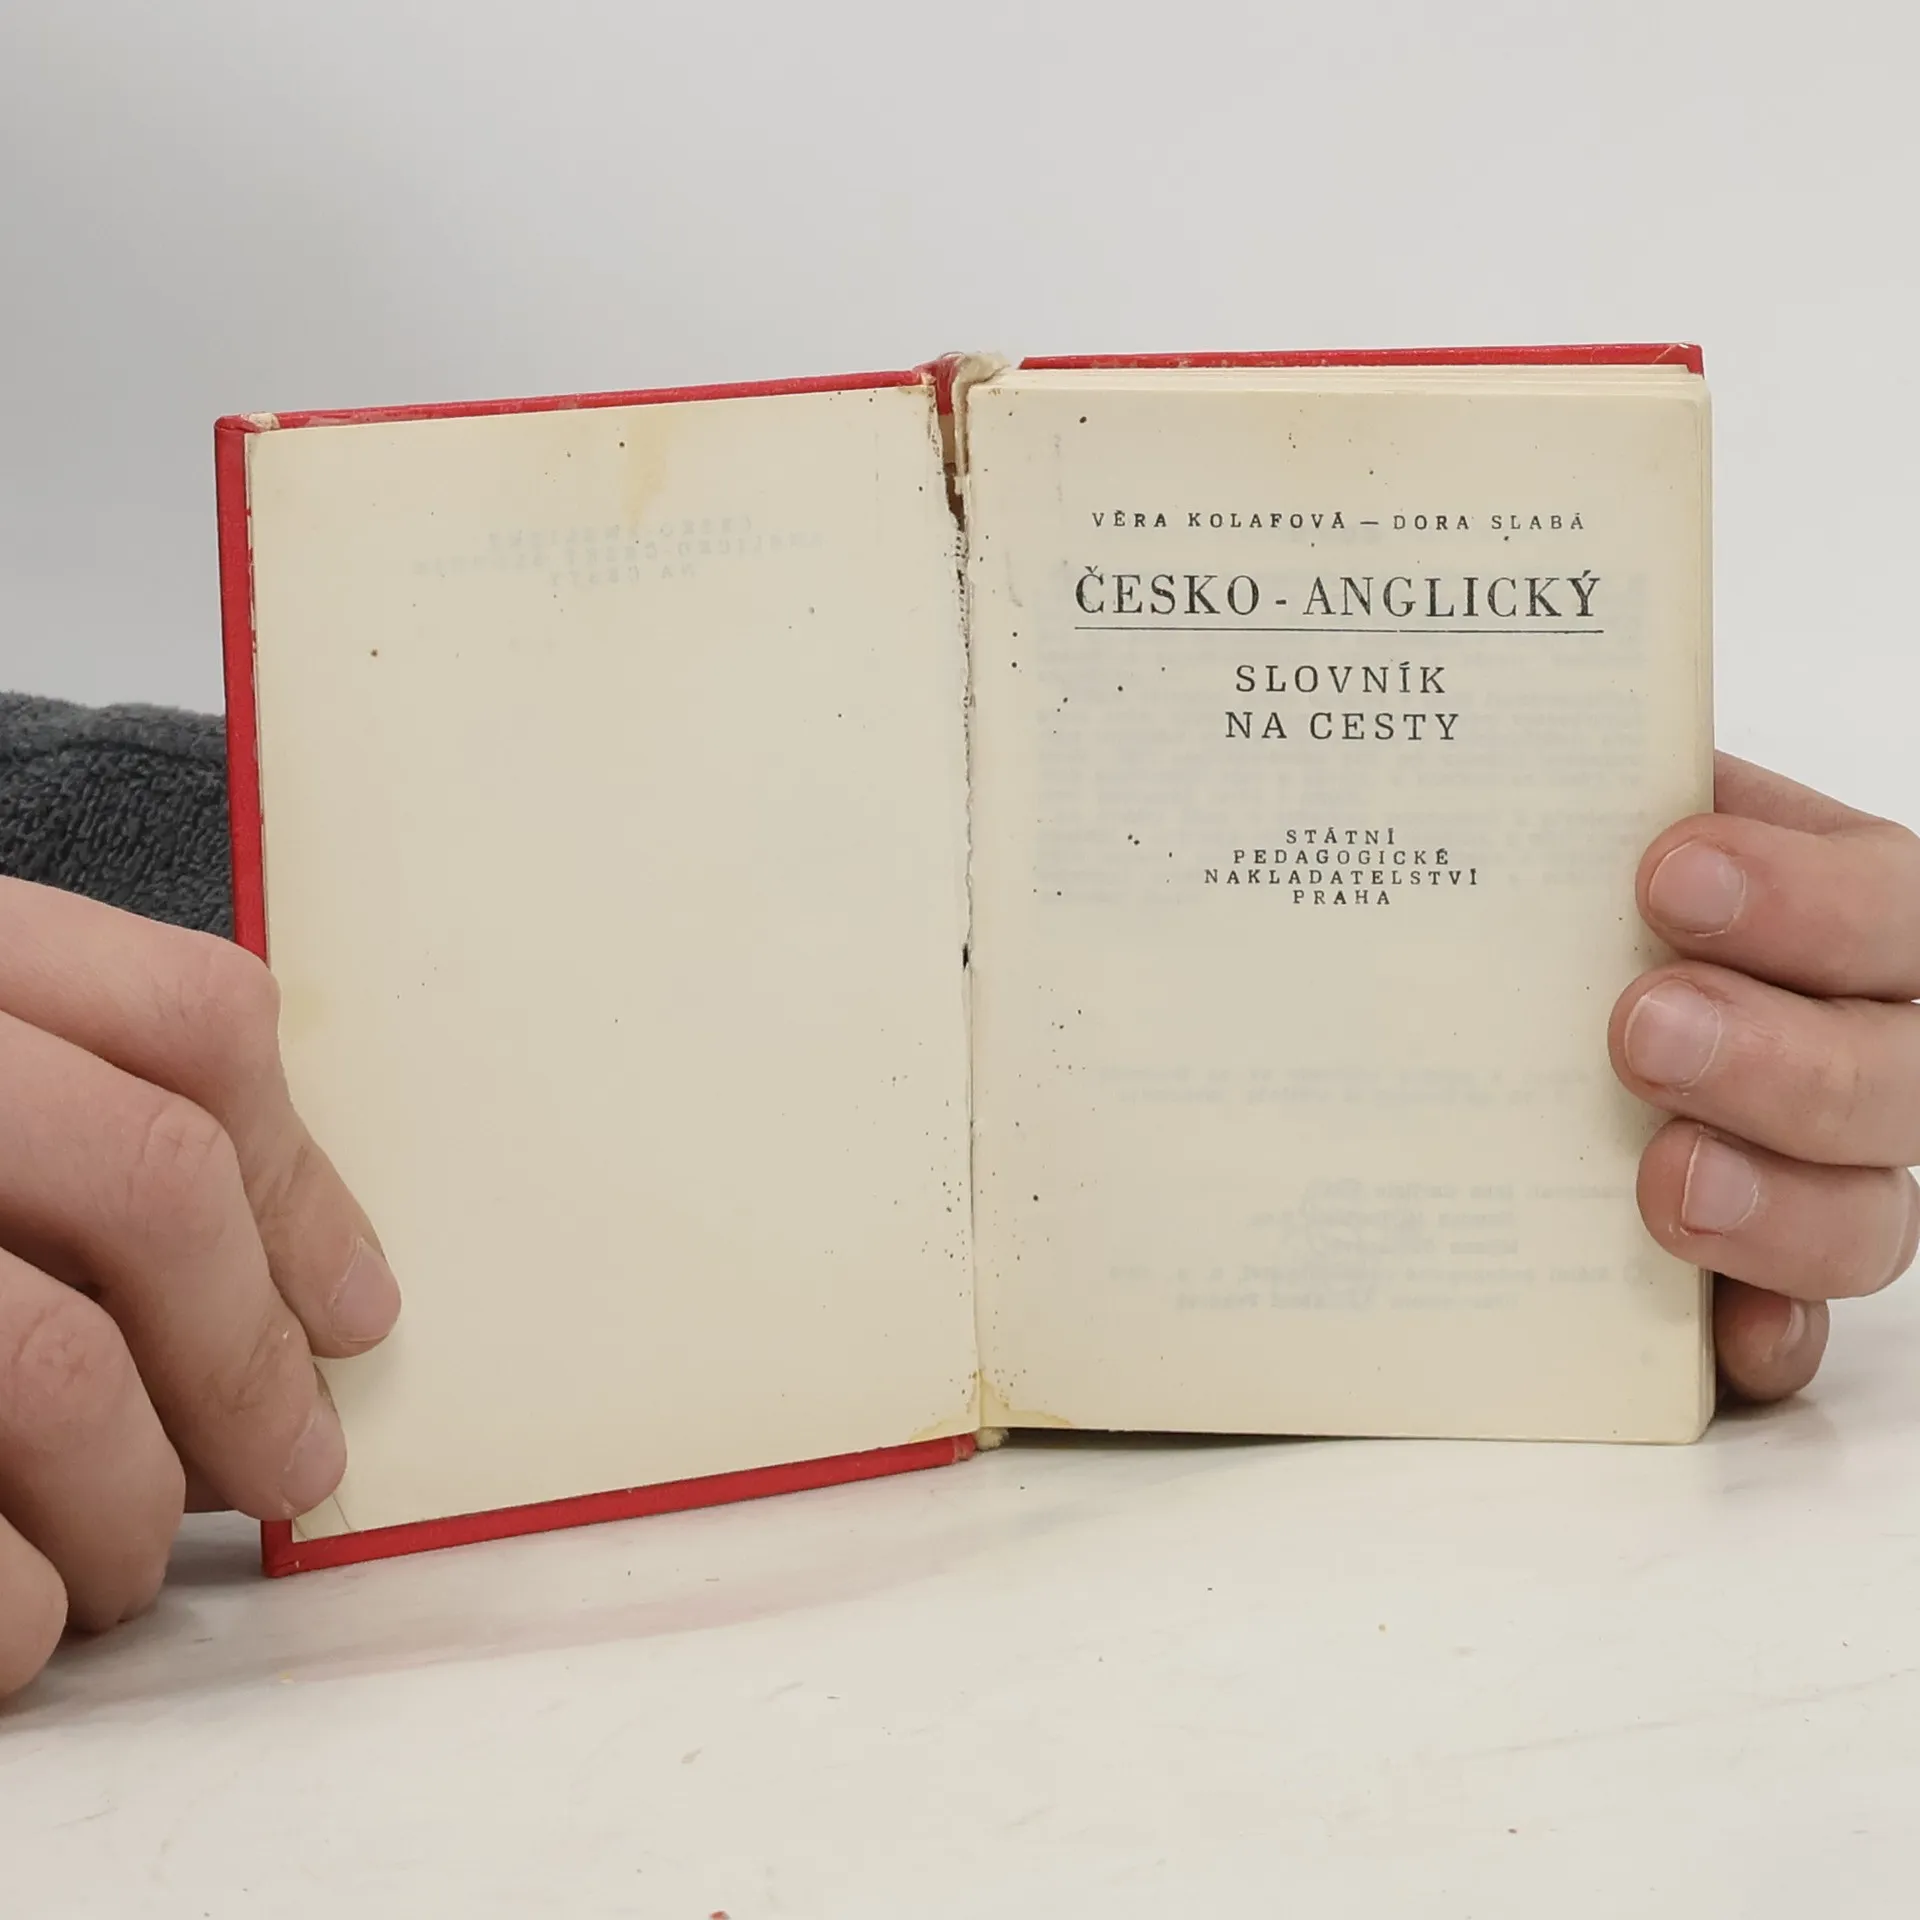 VĚRA KOLAFOVÁ — DORA SLABÁ
ČESKO - ANGLICKÝ
SLOVNÍK
NA CESTY
STÁTNÍ
PEDAGOGICKÉ
NAKLADATELSTVÍ
PRAHA